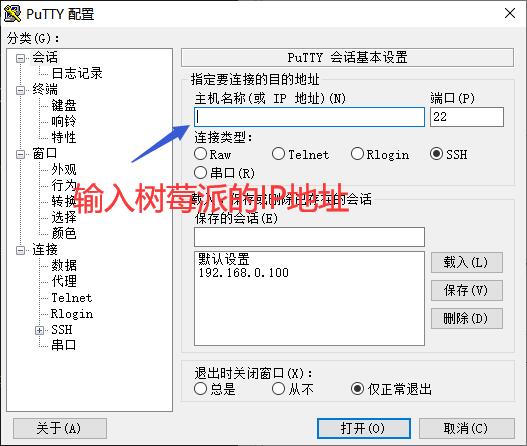 PuTTY 配置
分类(G):
会话
日志记录
终端
键盘
响铃
特性
窗口
外观
行为
转换
选择
颜色
连接
数据
代理
Telnet
Rlogin
SSH
串口
PuTTY 会话基本设置
指定要连接的目的地址
主机名称(或 IP 地址)(N)
端口(P)
22
连接类型:
Raw
Telnet
Rlogin
SSH
串口(R)
输入树莓派的IP地址
载入、保存或删除已存在的会话
保存的会话(E)
默认设置
192.168.0.100
载入(L)
保存(V)
删除(D)
退出时关闭窗口(X):
总是
从不
仅正常退出
关于(A)
打开(O)
取消(C)